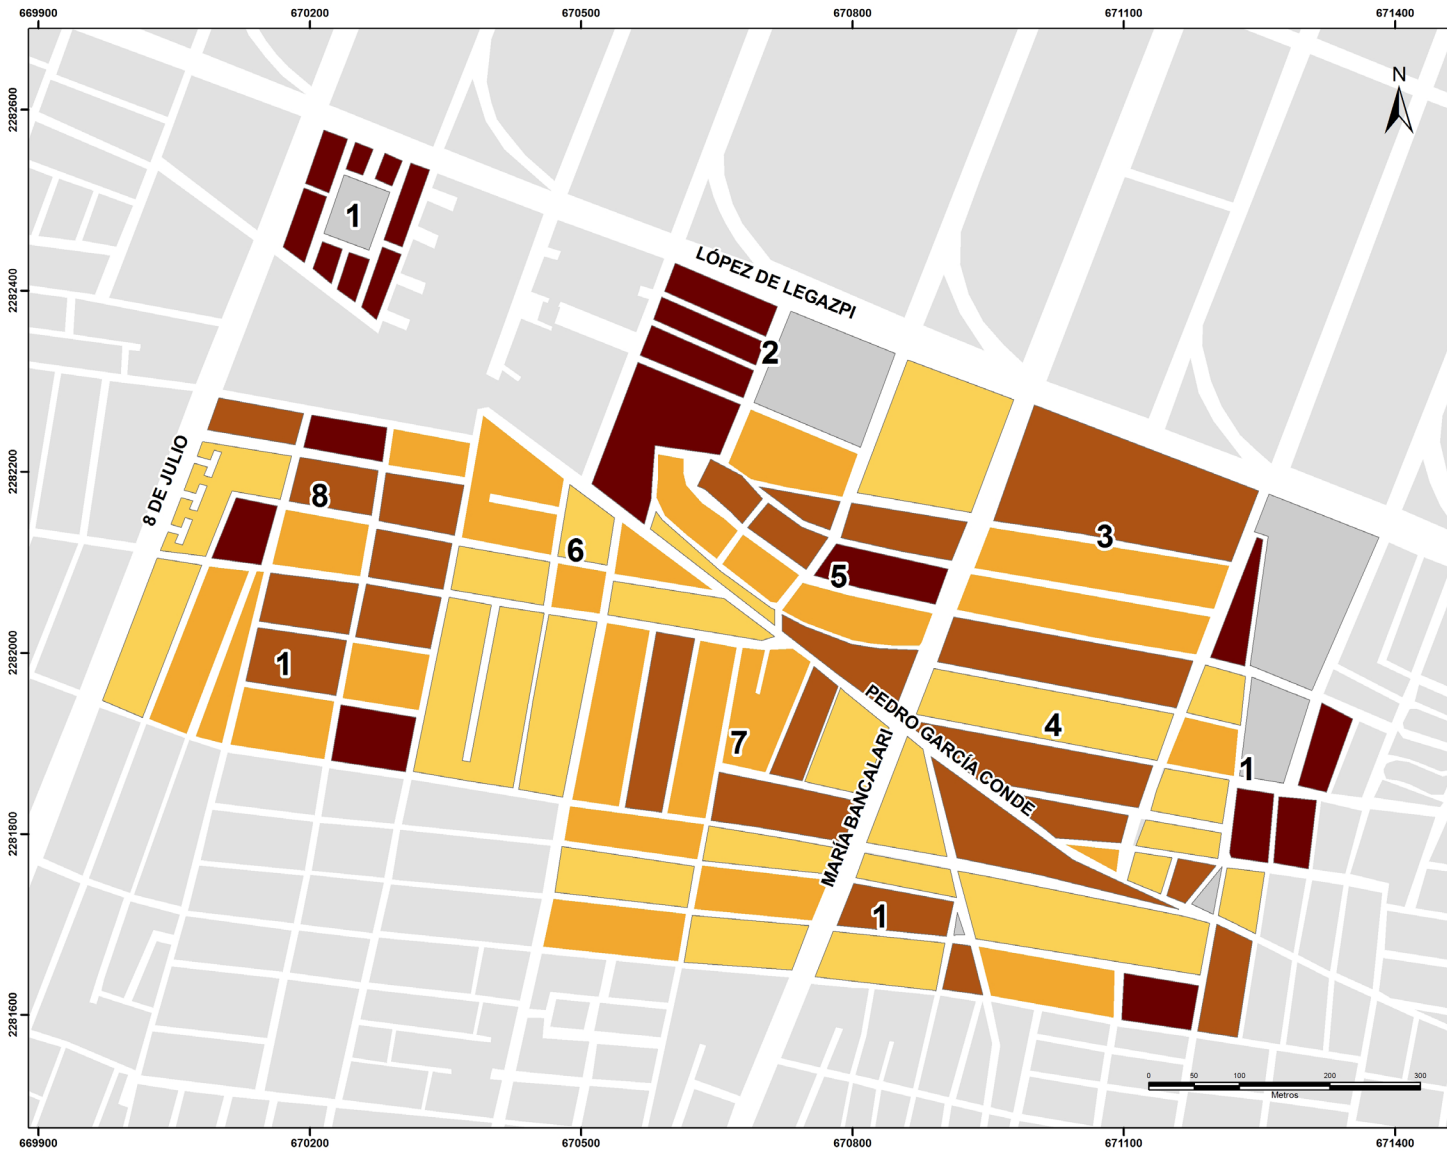 669900 670200 670500 670800 671100 671400
N
2282600
1
2282400
LÓPEZ DE LEGAZPI
2
2282200
8 DE JULIO
8
3
6
5
2282000
1
PEDRO GARCÍA CONDE
4
7
1
MARÍA BANCALARI
2281800
1
2281600
0 50 100 200 300
Metros
669900 670200 670500 670800 671100 671400